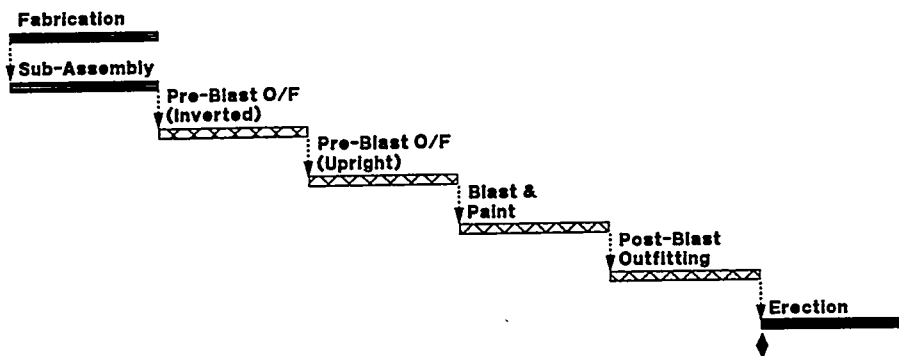 Fabrication
Sub-Assembly
Pre-Blast O/F
(Inverted)
Pre-Blast O/F
(Upright)
Blast &
Paint
Post-Blast
Outfitting
Erection